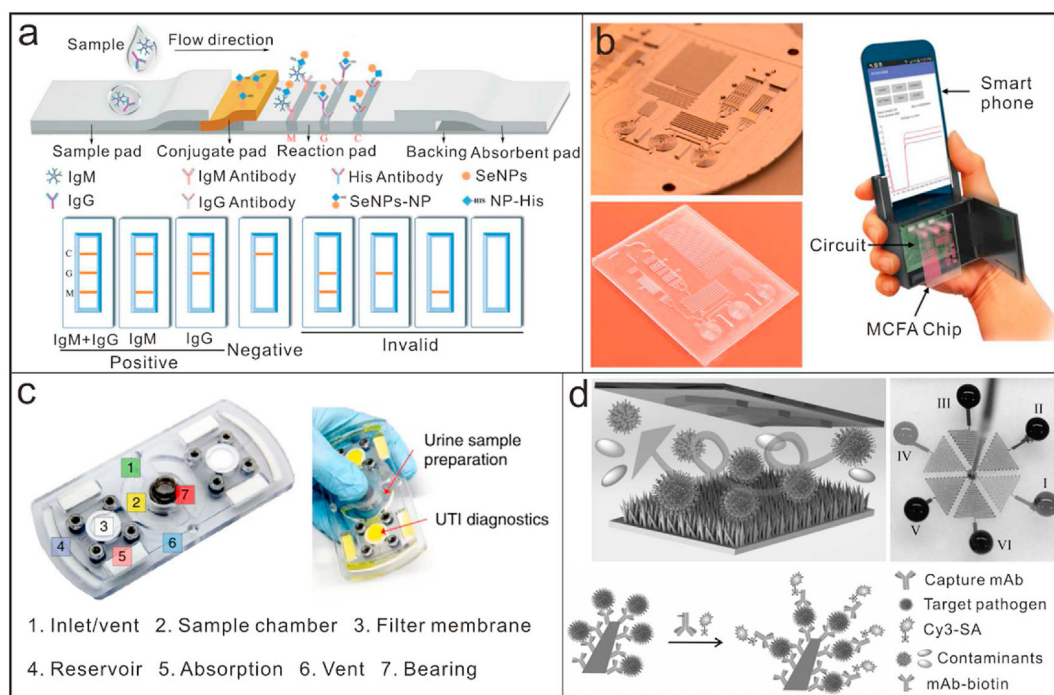 a
Sample
Flow direction
M
G
C
Sample pad
Conjugate pad
Reaction pad
Backing
Absorbent pad
IgM
IgM Antibody
His Antibody
SeNPs
IgG
IgG Antibody
SeNPs-NP
HIS
NP-His
C
G
M
IgM+IgG
IgM
IgG
Positive
Negative
Invalid
b
Smart
phone
Circuit
MCFA Chip
c
1
2
3
4
5
6
7
Urine sample
preparation
UTI diagnostics
1. Inlet/vent 2. Sample chamber 3. Filter membrane
4. Reservoir 5. Absorption 6. Vent 7. Bearing
d
III
II
IV
I
V
VI
Capture mAb
Target pathogen
Cy3-SA
Contaminants
mAb-biotin